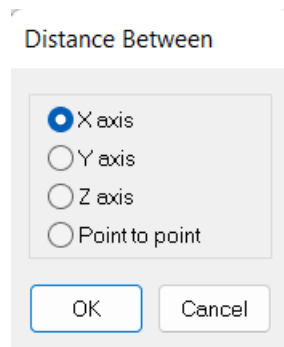 Distance Between
X axis
Y axis
Z axis
Point to point
OK
Cancel